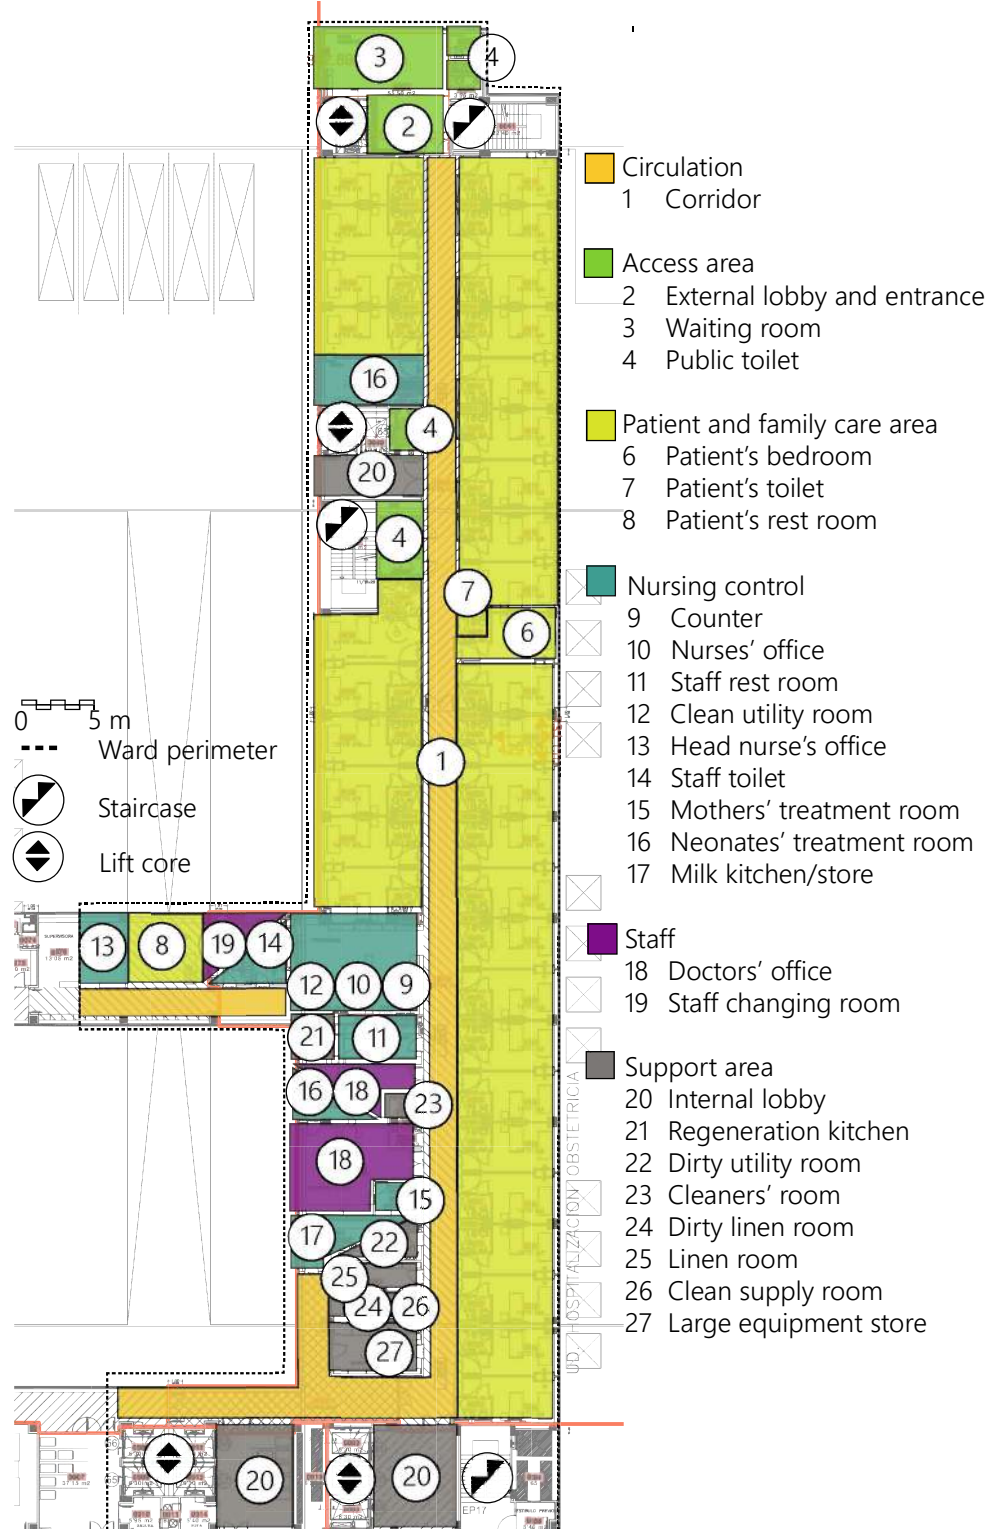 3
4
2
Circulation
1 Corridor
Access area
2 External lobby and entrance
3 Waiting room
4 Public toilet
16
4
20
4
Patient and family care area
6 Patient's bedroom
7 Patient's toilet
8 Patient's rest room
7
6
Nursing control
9 Counter
10 Nurses' office
11 Staff rest room
12 Clean utility room
13 Head nurse's office
14 Staff toilet
15 Mothers' treatment room
16 Neonates' treatment room
17 Milk kitchen/store
0 5 m
Ward perimeter
Staircase
Lift core
1
13
8
19
14
12
10
9
21
11
16
18
23
18
15
17
22
25
24
26
27
Staff
18 Doctors' office
19 Staff changing room
Support area
20 Internal lobby
21 Regeneration kitchen
22 Dirty utility room
23 Cleaners' room
24 Dirty linen room
25 Linen room
26 Clean supply room
27 Large equipment store
UD. HOSPITALIZACION OBSTETRICIA
20
20
EP17